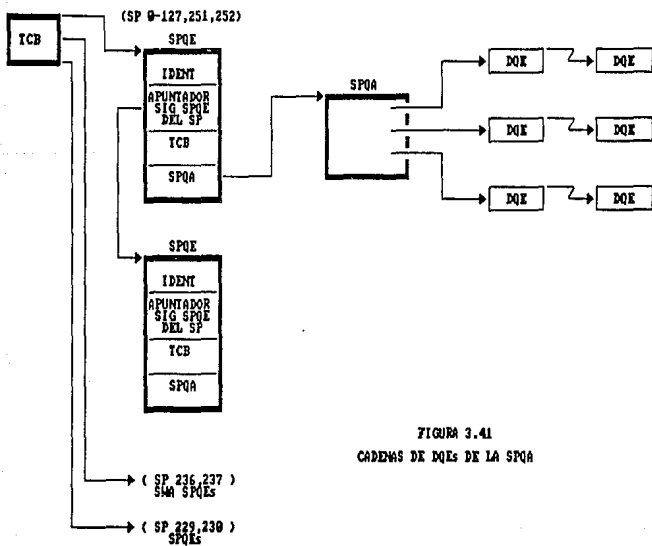 (SP 0-127,251,252)
TCB
SPQE
IDENT
APUNTADOR
SIG SPQE
DEL SP
TCB
SPQA
SPQA
DQE
DQE
DQE
DQE
DQE
DQE
SPQE
IDENT
APUNTADOR
SIG SPQE
DEL SP
TCB
SPQA
FIGURA 3.41
CADENAS DE DQEs DE LA SPQA
( SP 236,237 )
SWA SPQEs
( SP 229,230 )
SPQEs